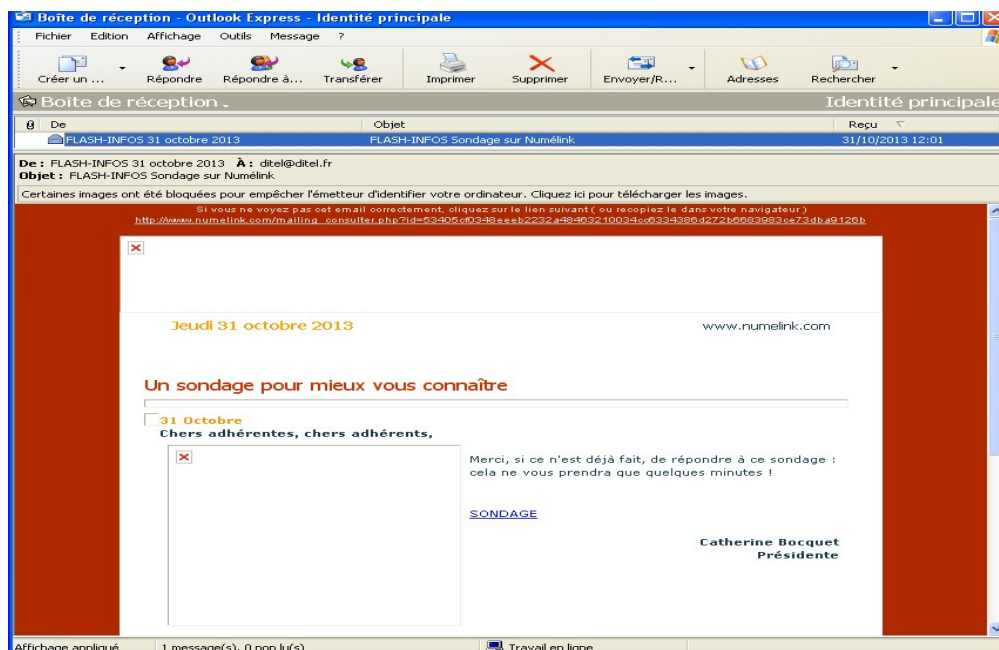 Boîte de réception - Outlook Express - Identité principale
Fichier Edition Affichage Outils Message ?
Créer un ... Répondre Répondre à... Transférer Imprimer Supprimer Envoyer/R... Adresses Rechercher
Boîte de réception Identité principale
De Objet Reçu
FLASH-INFOS 31 octobre 2013 FLASH-INFOS Sondage sur Numélink 31/10/2013 12:01
De : FLASH-INFOS 31 octobre 2013 À : ditel@ditel.fr
Objet : FLASH-INFOS Sondage sur Numélink
Certaines images ont été bloquées pour empêcher l'émetteur d'identifier votre ordinateur. Cliquez ici pour télécharger les images.
Si vous ne voyez pas cet email correctement, cliquez sur le lien suivant ( ou recopiez le dans votre navigateur )
Jeudi 31 octobre 2013 www.numelink.com
Un sondage pour mieux vous connaître
31 Octobre
Chers adhérentes, chers adhérents,
Merci, si ce n'est déjà fait, de répondre à ce sondage :
cela ne vous prendra que quelques minutes !
SONDAGE
Catherine Bocquet
Présidente
Affichage appliqué 1 message(s), 0 non lu(s) Travail en ligne